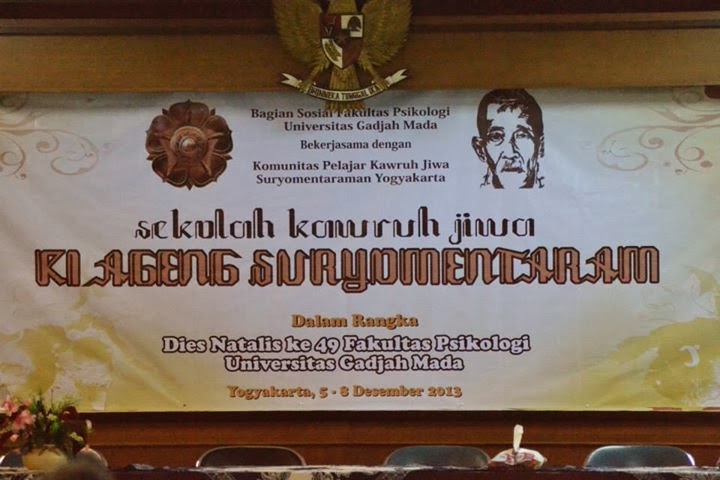 BHINNEKA TUNGGAL IKA
Bagian Sosial Fakultas Psikologi
Universitas Gadjah Mada
Bekerjasama dengan
Komunitas Pelajar Kawruh Jiwa
Suryomentaraman Yogyakarta
sekolah kawruh jiwa
KI AGENG SURYOMENTARAM
Dalam Rangka
Dies Natalis ke 49 Fakultas Psikologi
Universitas Gadjah Mada
Yogyakarta, 5 - 8 Desember 2013